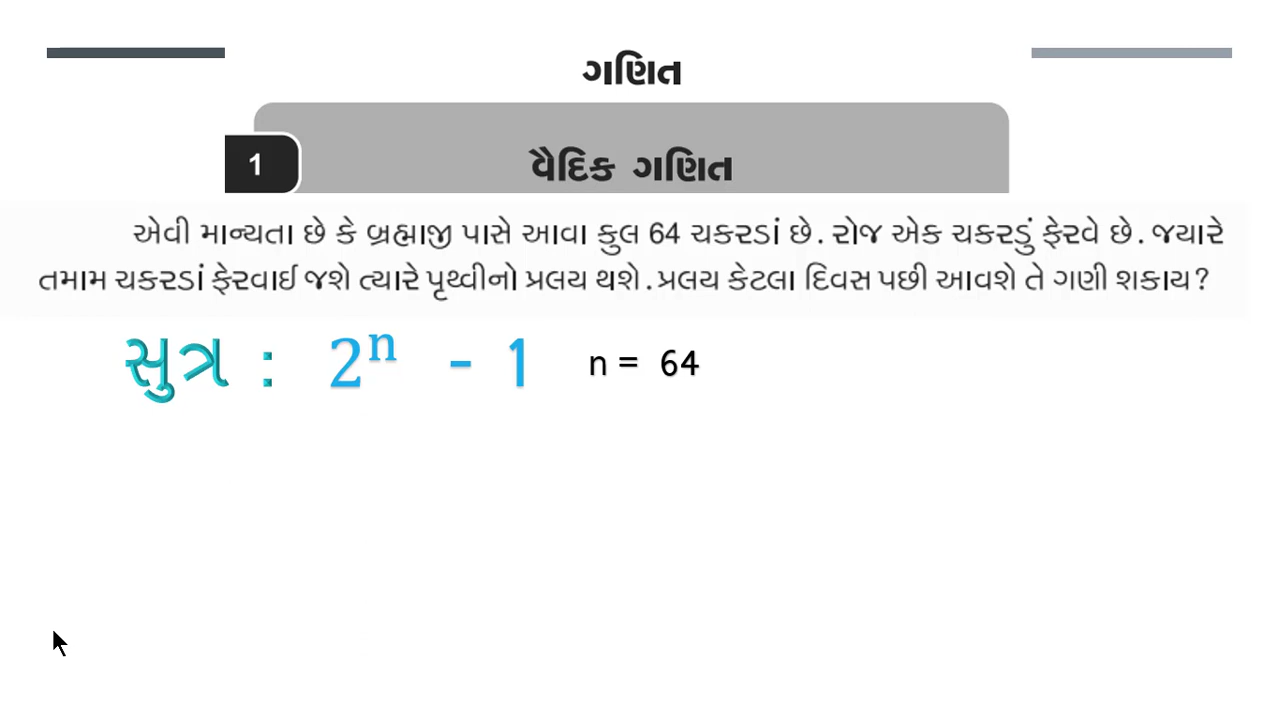 ગણિત
1
વૈદિક ગણિત
એવી માન્યતા છે કે બ્રહ્માજી પાસે આવા કુલ 64 ચકરડાં છે. રોજ એક ચકરડું ફેરવે છે. જયારે
તમામ ચકરડાં ફેરવાઈ જશે ત્યારે પૃથ્વીનો પ્રલય થશે. પ્રલય કેટલા દિવસ પછી આવશે તે ગણી શકાય?
સુત્ર : 2ⁿ - 1 n = 64